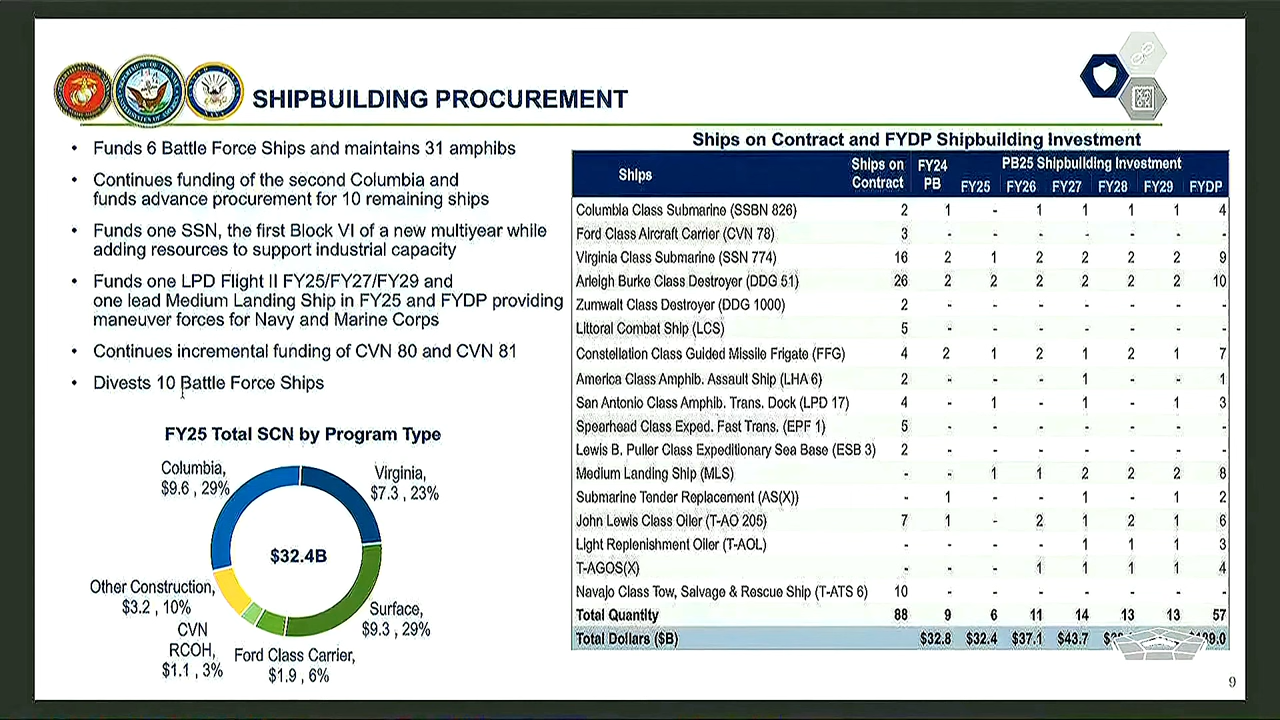 SHIPBUILDING PROCUREMENT
• Funds 6 Battle Force Ships and maintains 31 amphibs
• Continues funding of the second Columbia and
funds advance procurement for 10 remaining ships
• Funds one SSN, the first Block VI of a new multiyear while
adding resources to support industrial capacity
• Funds one LPD Flight II FY25/FY27/FY29 and
one lead Medium Landing Ship in FY25 and FYDP providing
maneuver forces for Navy and Marine Corps
• Continues incremental funding of CVN 80 and CVN 81
• Divests 10 Battle Force Ships
FY25 Total SCN by Program Type
Columbia,
$9.6 , 29%
Virginia,
$7.3 , 23%
$32.4B
Other Construction,
$3.2 , 10%
CVN
RCOH,
$1.1 , 3%
Ford Class Carrier,
$1.9 , 6%
Surface,
$9.3 , 29%
Ships on Contract and FYDP Shipbuilding Investment
Ships
Ships on
Contract
FY24
PB
PB25 Shipbuilding Investment
FY25 FY26 FY27 FY28 FY29 FYDP
Columbia Class Submarine (SSBN 826) 2 1 - 1 1 1 1 4
Ford Class Aircraft Carrier (CVN 78) 3 - - - - - - -
Virginia Class Submarine (SSN 774) 16 2 1 2 2 2 2 9
Arleigh Burke Class Destroyer (DDG 51) 26 2 2 2 2 2 2 10
Zumwalt Class Destroyer (DDG 1000) 2 - - - - - - -
Littoral Combat Ship (LCS) 5 - - - - - - -
Constellation Class Guided Missile Frigate (FFG) 4 2 1 2 1 2 1 7
America Class Amphib. Assault Ship (LHA 6) 2 - - - 1 - - 1
San Antonio Class Amphib. Trans. Dock (LPD 17) 4 - 1 - 1 - 1 3
Spearhead Class Exped. Fast Trans. (EPF 1) 5 - - - - - - -
Lewis B. Puller Class Expeditionary Sea Base (ESB 3) 2 - - - - - - -
Medium Landing Ship (MLS) - - 1 1 2 2 2 8
Submarine Tender Replacement (AS(X)) - 1 - - 1 - 1 2
John Lewis Class Oiler (T-AO 205) 7 1 - 2 1 2 1 6
Light Replenishment Oiler (T-AOL) - - - - 1 1 1 3
T-AGOS(X) - - - 1 1 1 1 4
Navajo Class Tow, Salvage & Rescue Ship (T-ATS 6) 10 - - - - - - -
Total Quantity 88 9 6 11 14 13 13 57
Total Dollars ($B) $32.8 $32.4 $37.1 $43.7
9